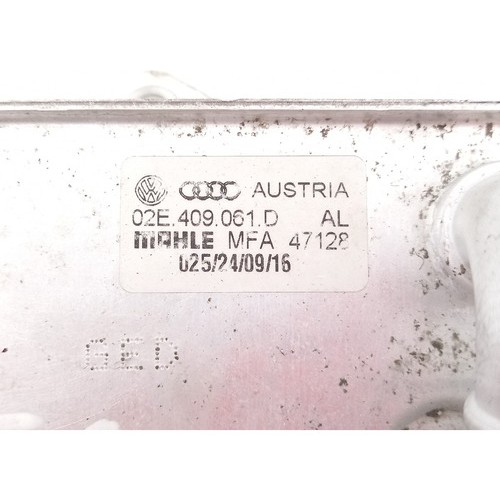 AUSTRIA
02E.409.061.D AL
MAHLE MFA 47128
025/24/09/16
GED